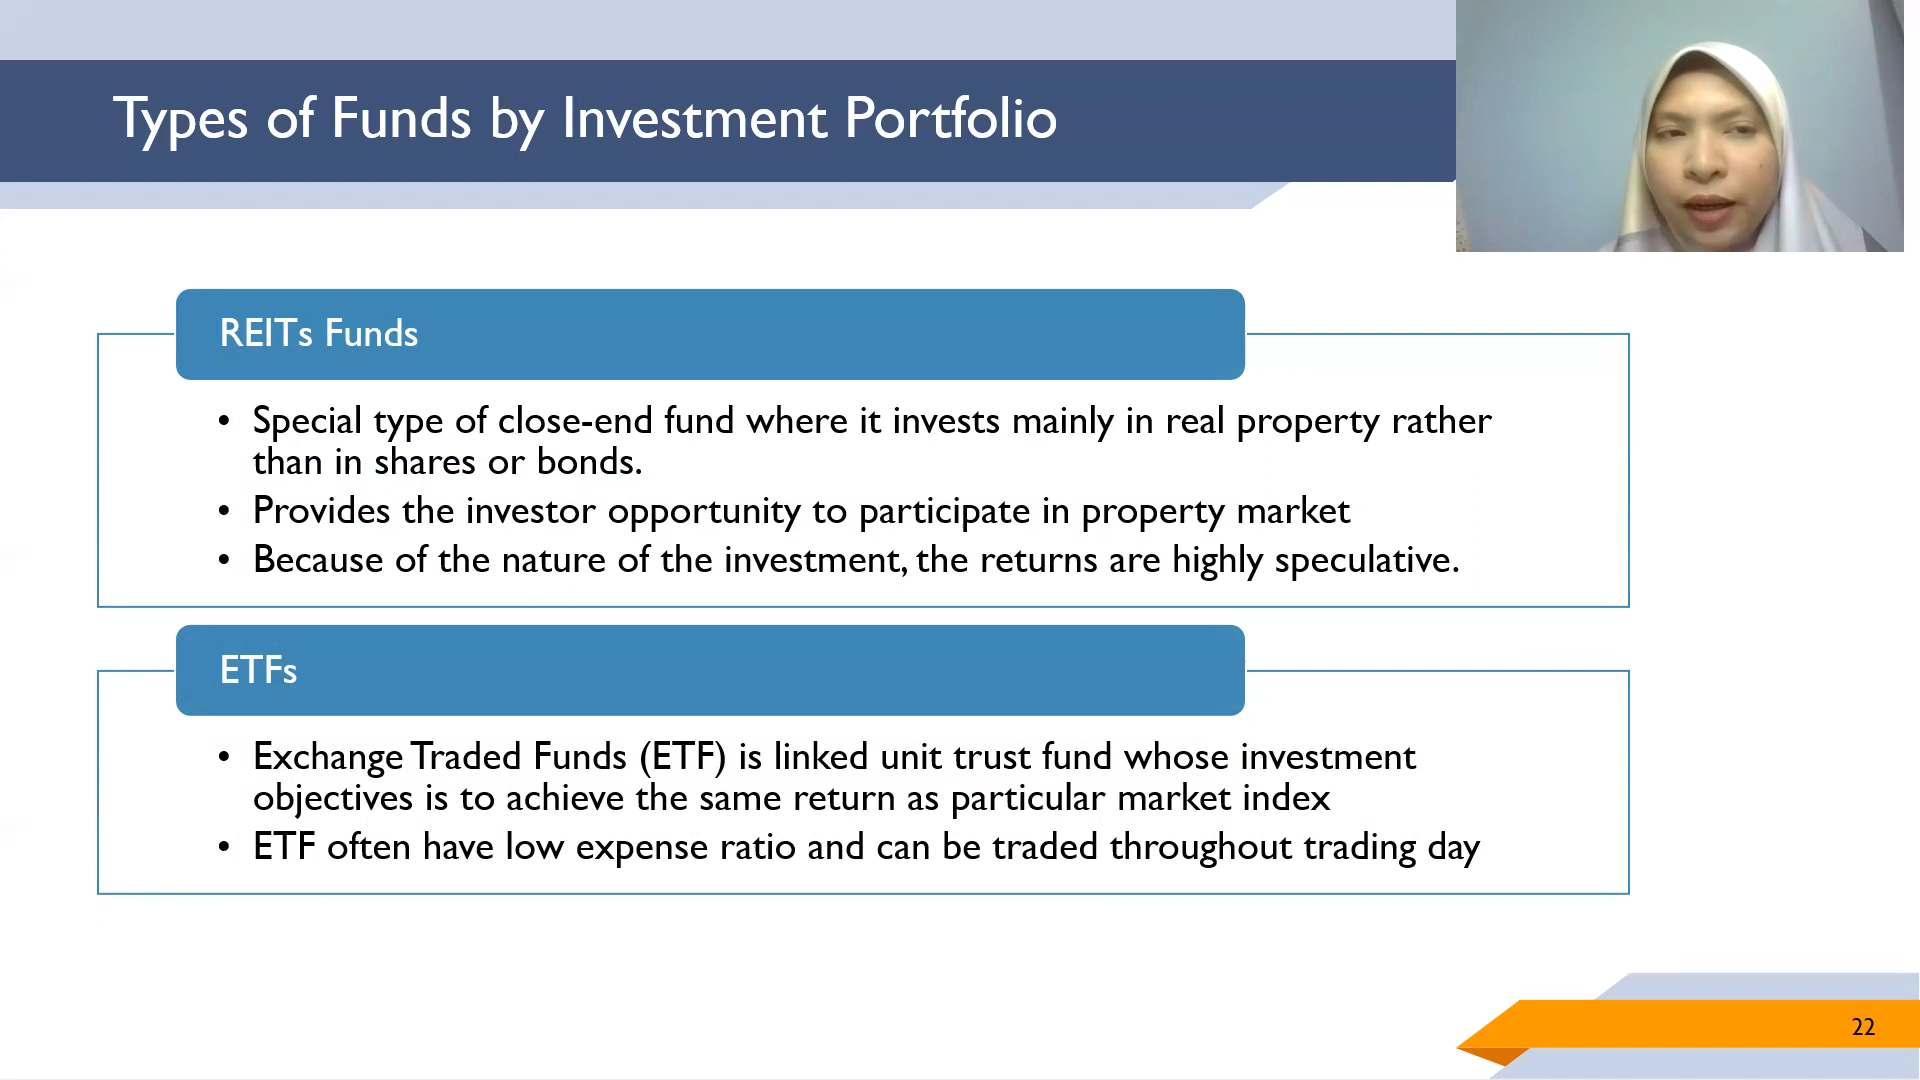 Types of Funds by Investment Portfolio
REITs Funds
• Special type of close-end fund where it invests mainly in real property rather
than in shares or bonds.
• Provides the investor opportunity to participate in property market
• Because of the nature of the investment, the returns are highly speculative.
ETFs
• Exchange Traded Funds (ETF) is linked unit trust fund whose investment
objectives is to achieve the same return as particular market index
• ETF often have low expense ratio and can be traded throughout trading day
22